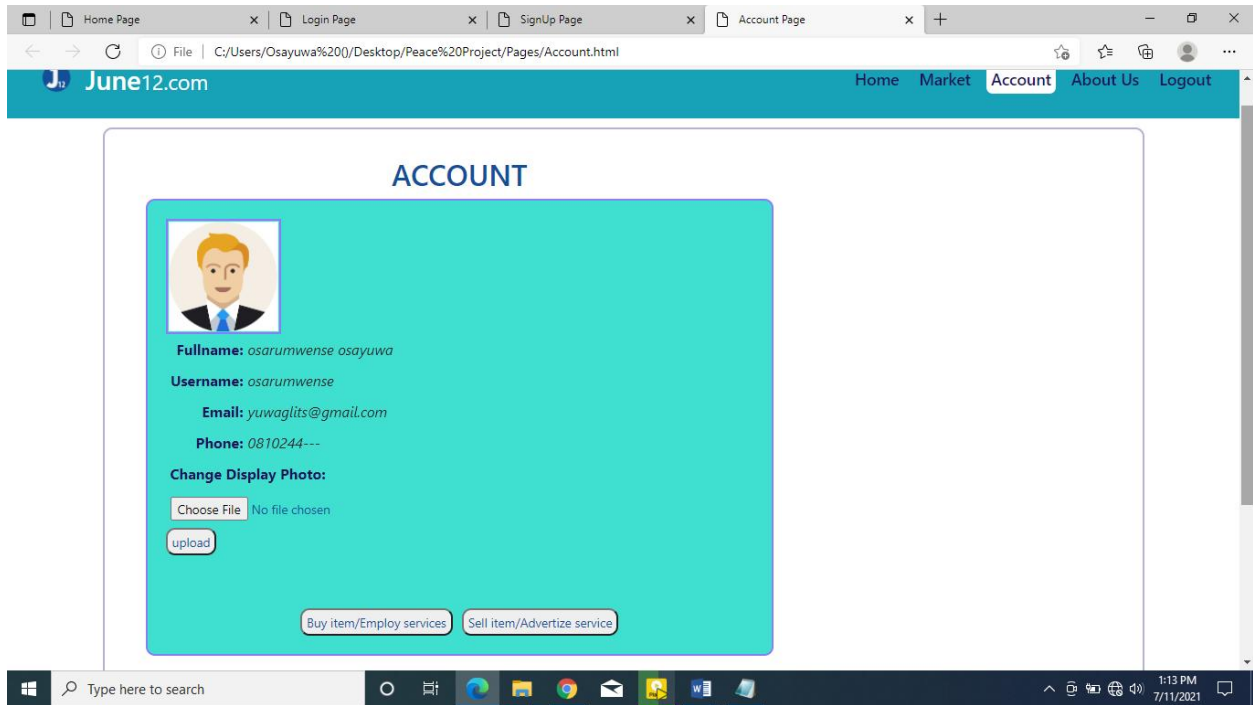 Home Page
Login Page
SignUp Page
Account Page
File C:/Users/Osayuwa%20()/Desktop/Peace%20Project/Pages/Account.html
J12 June12.com
Home Market Account About Us Logout
ACCOUNT
Fullname: osarumwense osayuwa
Username: osarumwense
Email: yuwaglits@gmail.com
Phone: 0810244---
Change Display Photo:
Choose File No file chosen
upload
Buy item/Employ services Sell item/Advertize service
Type here to search
1:13 PM
7/11/2021